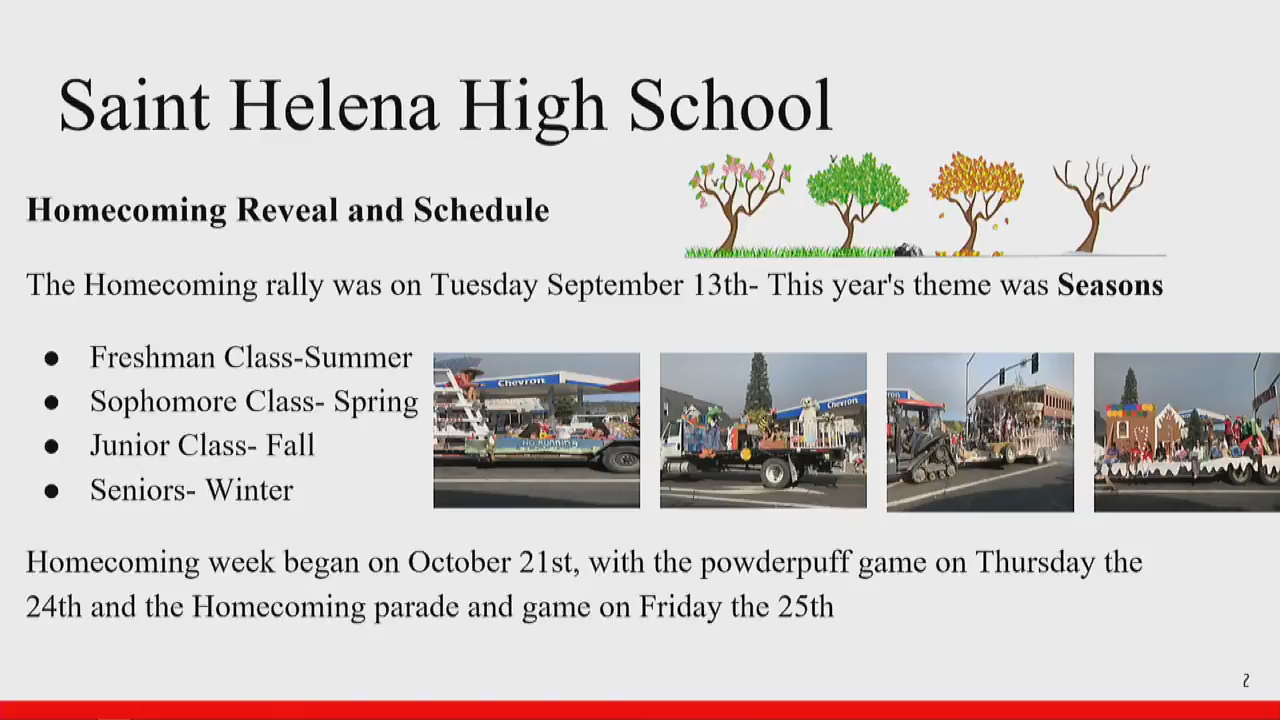 Saint Helena High School
Homecoming Reveal and Schedule
The Homecoming rally was on Tuesday September 13th- This year's theme was Seasons
● Freshman Class-Summer
● Sophomore Class- Spring
● Junior Class- Fall
● Seniors- Winter
Chevron
NO RUNNING
Chevron
Homecoming week began on October 21st, with the powderpuff game on Thursday the
24th and the Homecoming parade and game on Friday the 25th
2